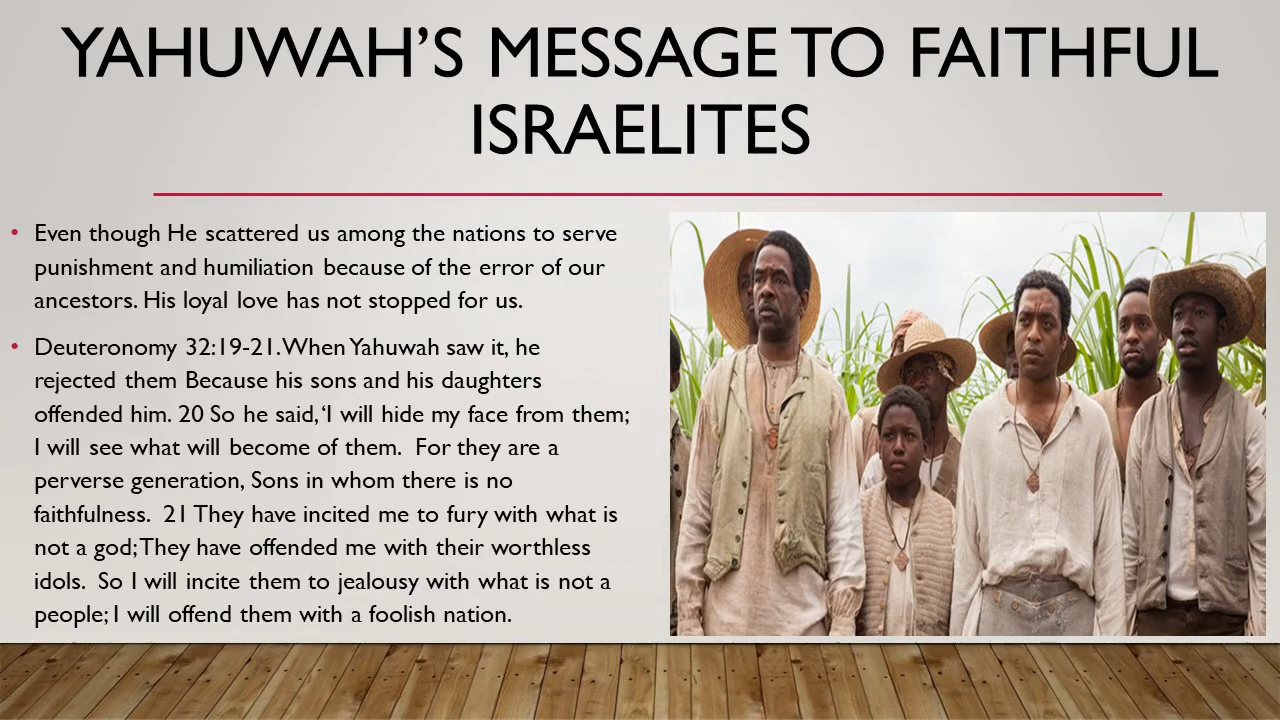 YAHUWAH’S MESSAGE TO FAITHFUL
ISRAELITES
• Even though He scattered us among the nations to serve
punishment and humiliation because of the error of our
ancestors. His loyal love has not stopped for us.
• Deuteronomy 32:19-21. When Yahuwah saw it, he
rejected them Because his sons and his daughters
offended him. 20 So he said, ‘I will hide my face from them;
I will see what will become of them.  For they are a
perverse generation, Sons in whom there is no
faithfulness.  21 They have incited me to fury with what is
not a god; They have offended me with their worthless
idols.  So I will incite them to jealousy with what is not a
people; I will offend them with a foolish nation.